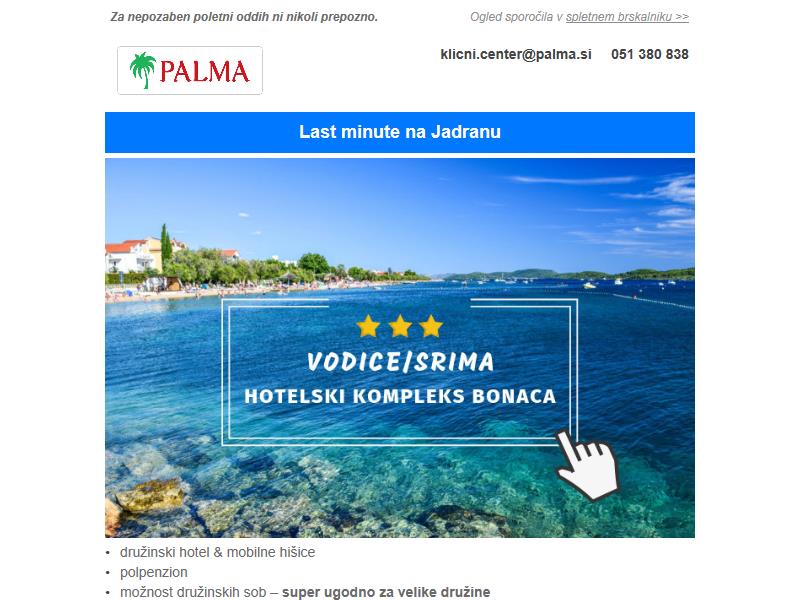 Za nepozaben poletni oddih ni nikoli prepozno.
Ogled sporočila v spletnem brskalniku >>
PALMA
klicni.center@palma.si 051 380 838
Last minute na Jadranu
VODICE/SRIMA
HOTELSKI KOMPLEKS BONACA
• družinski hotel & mobilne hišice
• polpenzion
• možnost družinskih sob – super ugodno za velike družine